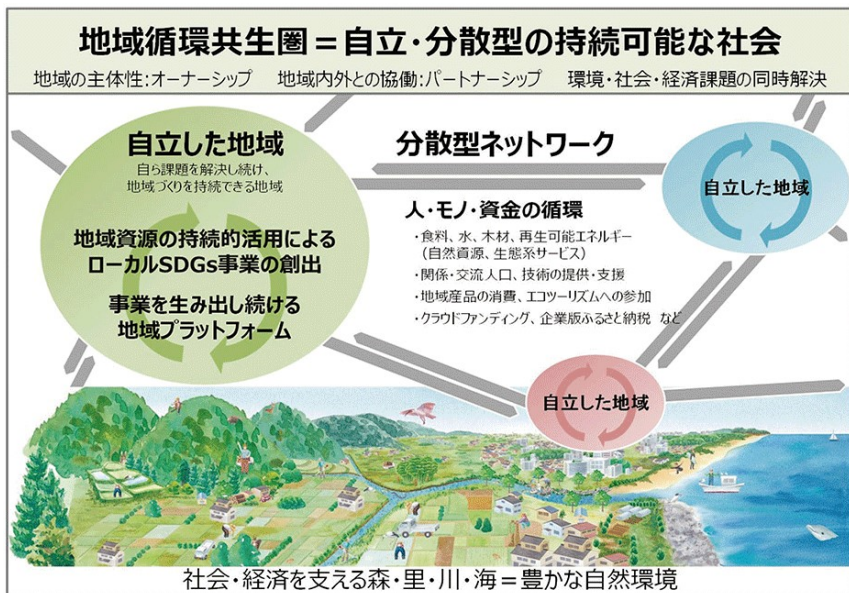 地域循環共生圏＝自立・分散型の持続可能な社会
地域の主体性:オーナーシップ　地域内外との協働:パートナーシップ　環境・社会・経済課題の同時解決
自立した地域
自ら課題を解決し続け、
地域づくりを持続できる地域
地域資源の持続的活用による
ローカルSDGs事業の創出
事業を生み出し続ける
地域プラットフォーム
分散型ネットワーク
人・モノ・資金の循環
・食料、水、木材、再生可能エネルギー
（自然資源、生態系サービス）
・関係・交流人口、技術の提供・支援
・地域産品の消費、エコツーリズムへの参加
・クラウドファンディング、企業版ふるさと納税 など
自立した地域
自立した地域
社会・経済を支える森・里・川・海＝豊かな自然環境